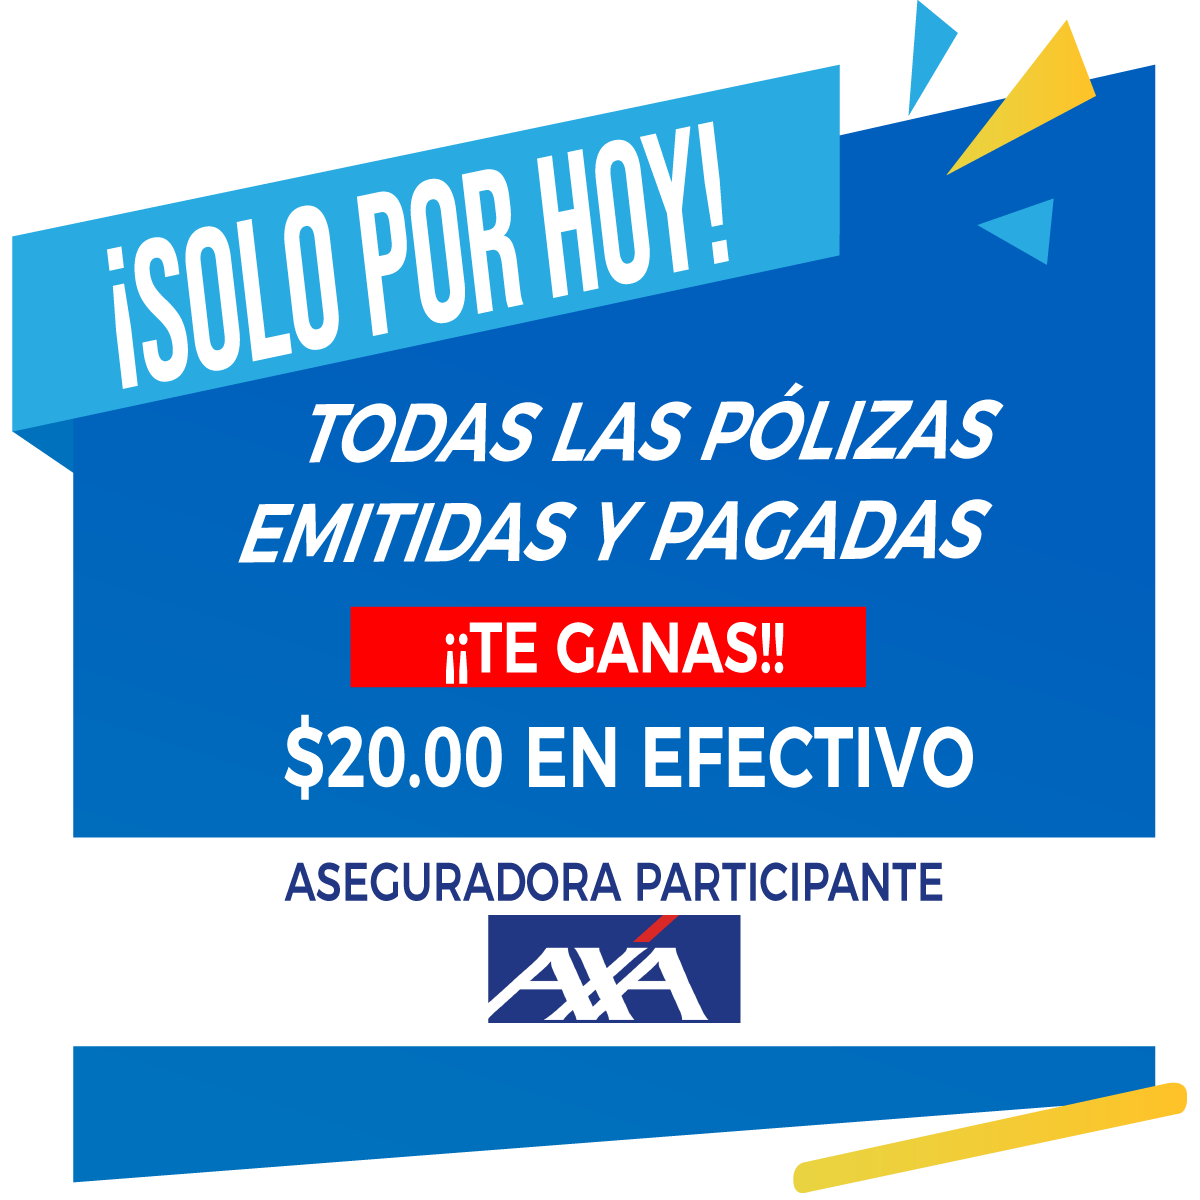 ¡SOLO POR HOY!
TODAS LAS PÓLIZAS
EMITIDAS Y PAGADAS
¡¡TE GANAS!!
$20.00 EN EFECTIVO
ASEGURADORA PARTICIPANTE
AXA